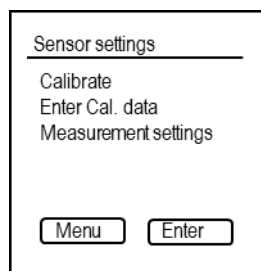 Sensor settings
Calibrate
Enter Cal. data
Measurement settings
Menu Enter